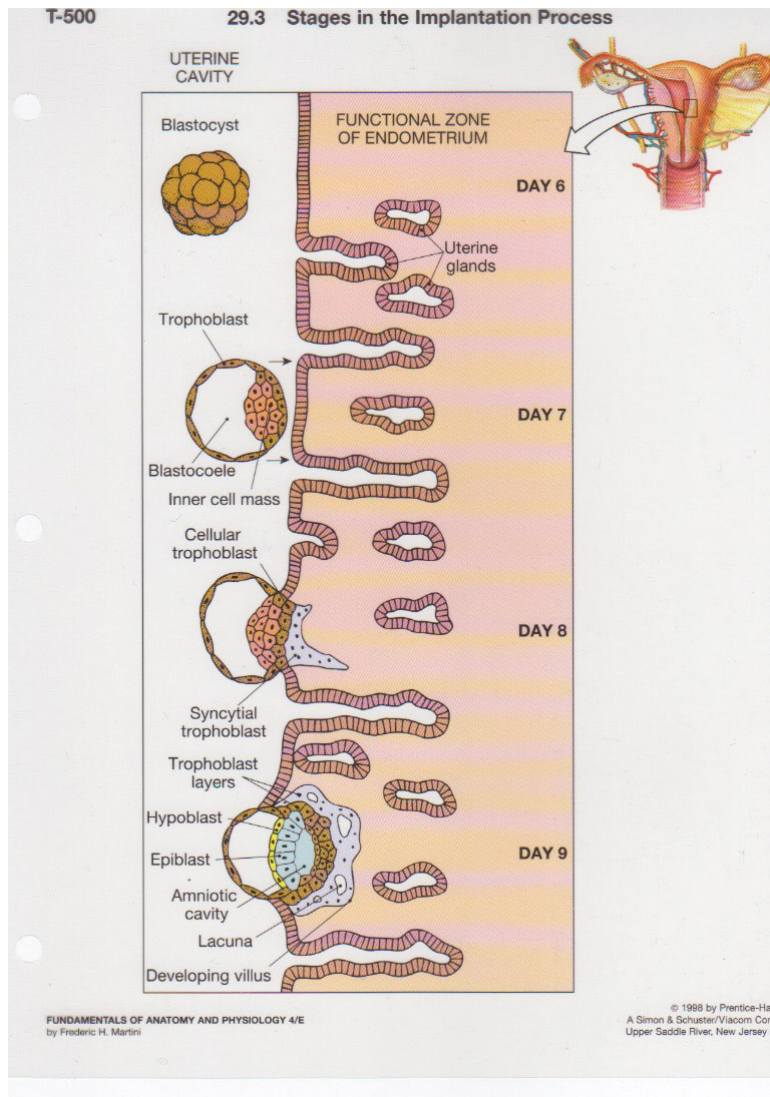 T-500 29.3 Stages in the Implantation Process
UTERINE
CAVITY
Blastocyst
FUNCTIONAL ZONE
OF ENDOMETRIUM
DAY 6
Uterine
glands
Trophoblast
DAY 7
Blastocoele
Inner cell mass
Cellular
trophoblast
DAY 8
Syncytial
trophoblast
Trophoblast
layers
Hypoblast
Epiblast
DAY 9
Amniotic
cavity
Lacuna
Developing villus
FUNDAMENTALS OF ANATOMY AND PHYSIOLOGY 4/E
by Frederic H. Martini
© 1998 by Prentice-Ha
A Simon & Schuster/Viacom Co
Upper Saddle River, New Jersey